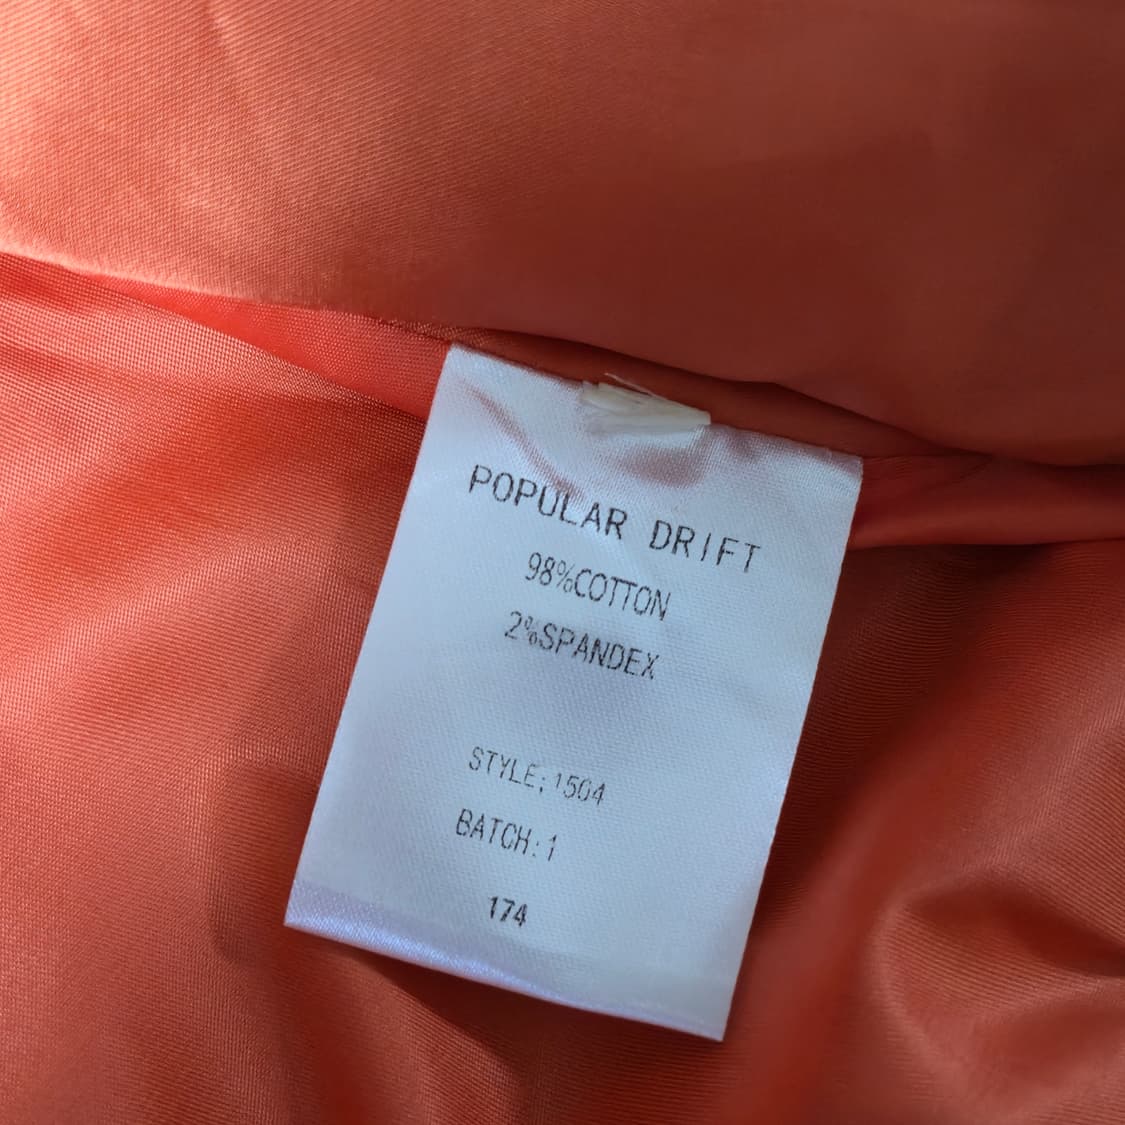 POPULAR DRIFT
98%COTTON
2%SPANDEX
STYLE:1504
BATCH:1
174